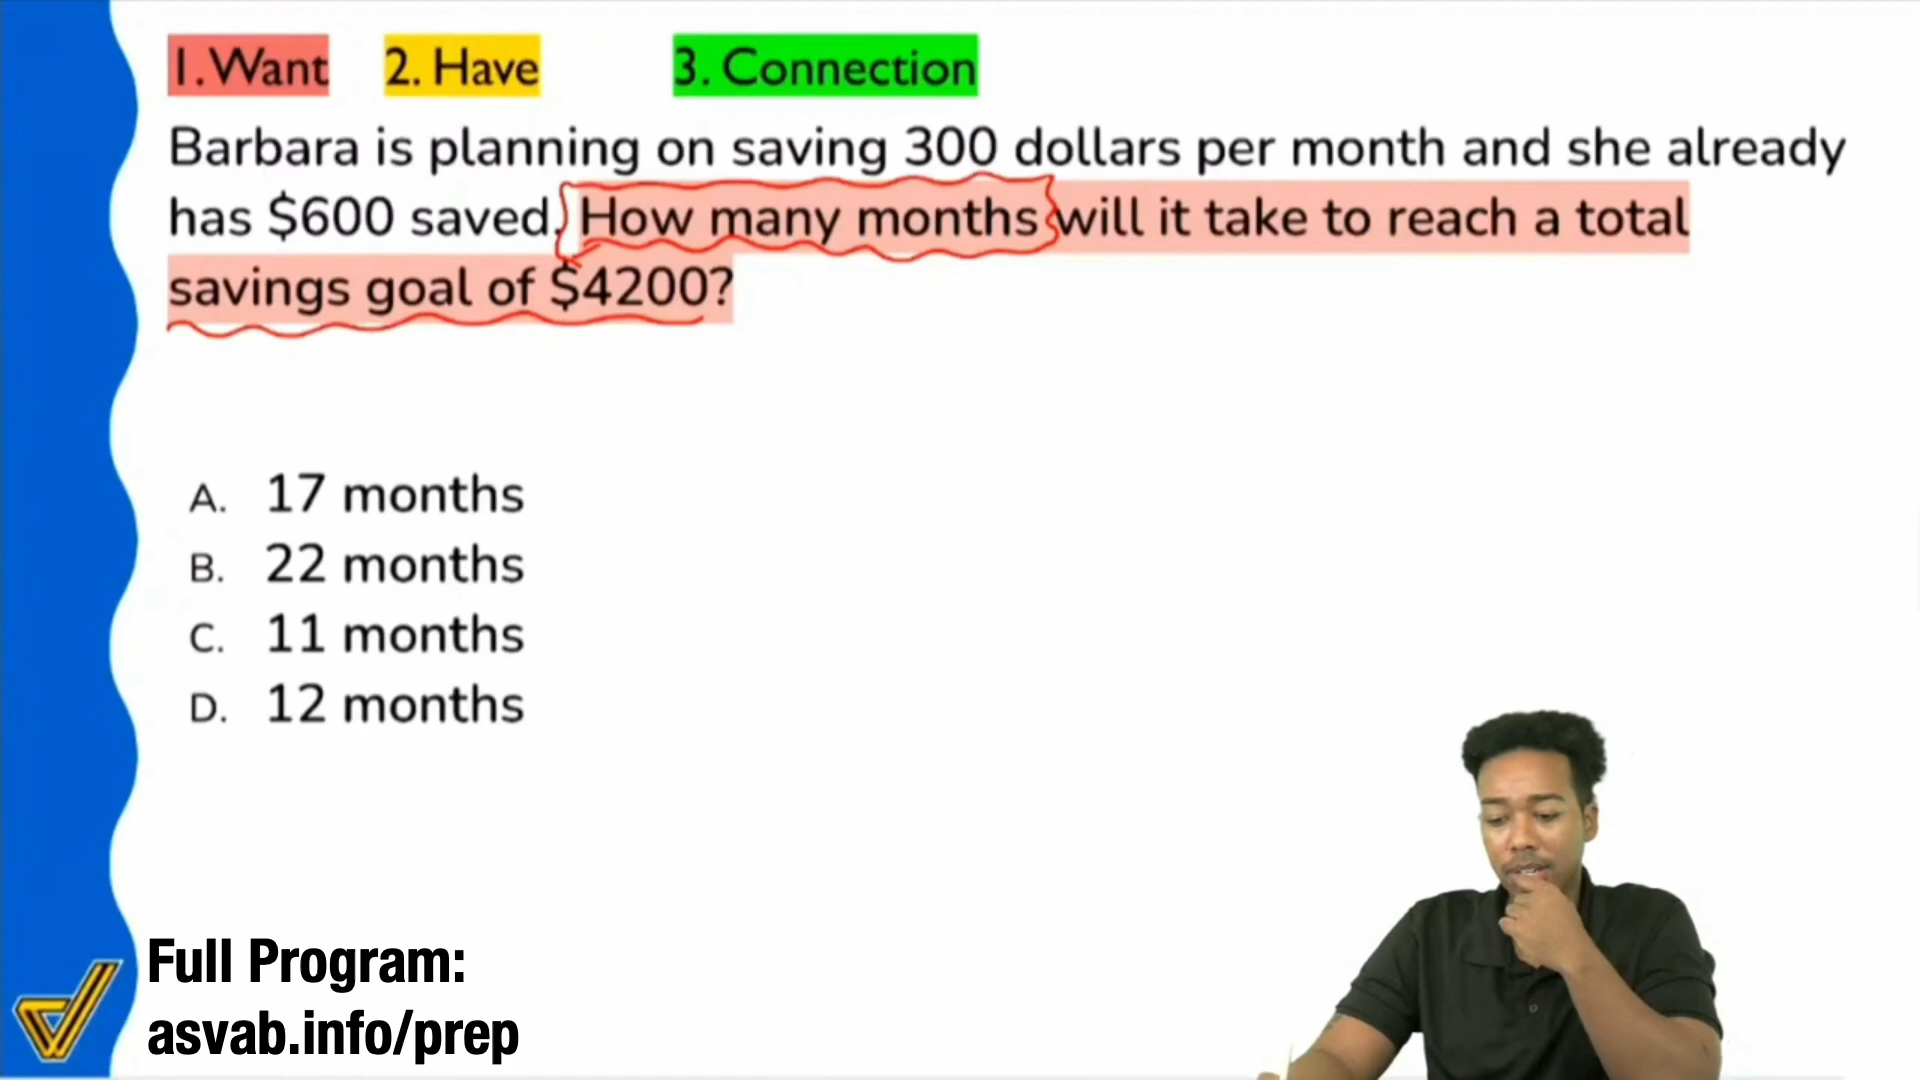 1. Want 2. Have 3. Connection
Barbara is planning on saving 300 dollars per month and she already
has $600 saved. How many months will it take to reach a total
savings goal of $4200?
A. 17 months
B. 22 months
C. 11 months
D. 12 months
Full Program:
asvab.info/prep